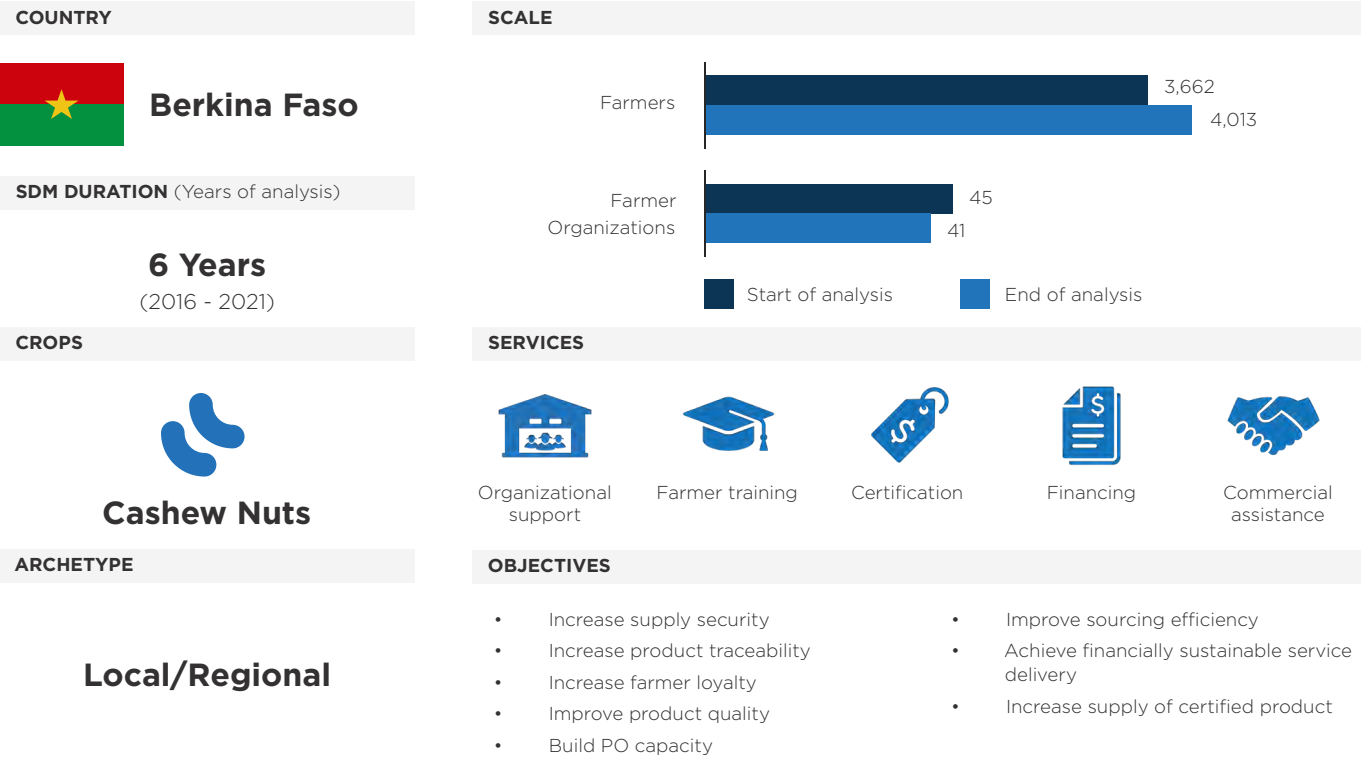 COUNTRY
Berkina Faso
SDM DURATION (Years of analysis)
6 Years
(2016 - 2021)
CROPS
Cashew Nuts
ARCHETYPE
Local/Regional
SCALE
Farmers
3,662
4,013
Farmer
Organizations
45
41
Start of analysis
End of analysis
SERVICES
Organizational
support
Farmer training
$
Certification
$
Financing
Commercial
assistance
OBJECTIVES
• Increase supply security
• Increase product traceability
• Increase farmer loyalty
• Improve product quality
• Build PO capacity
• Improve sourcing efficiency
• Achieve financially sustainable service
delivery
• Increase supply of certified product